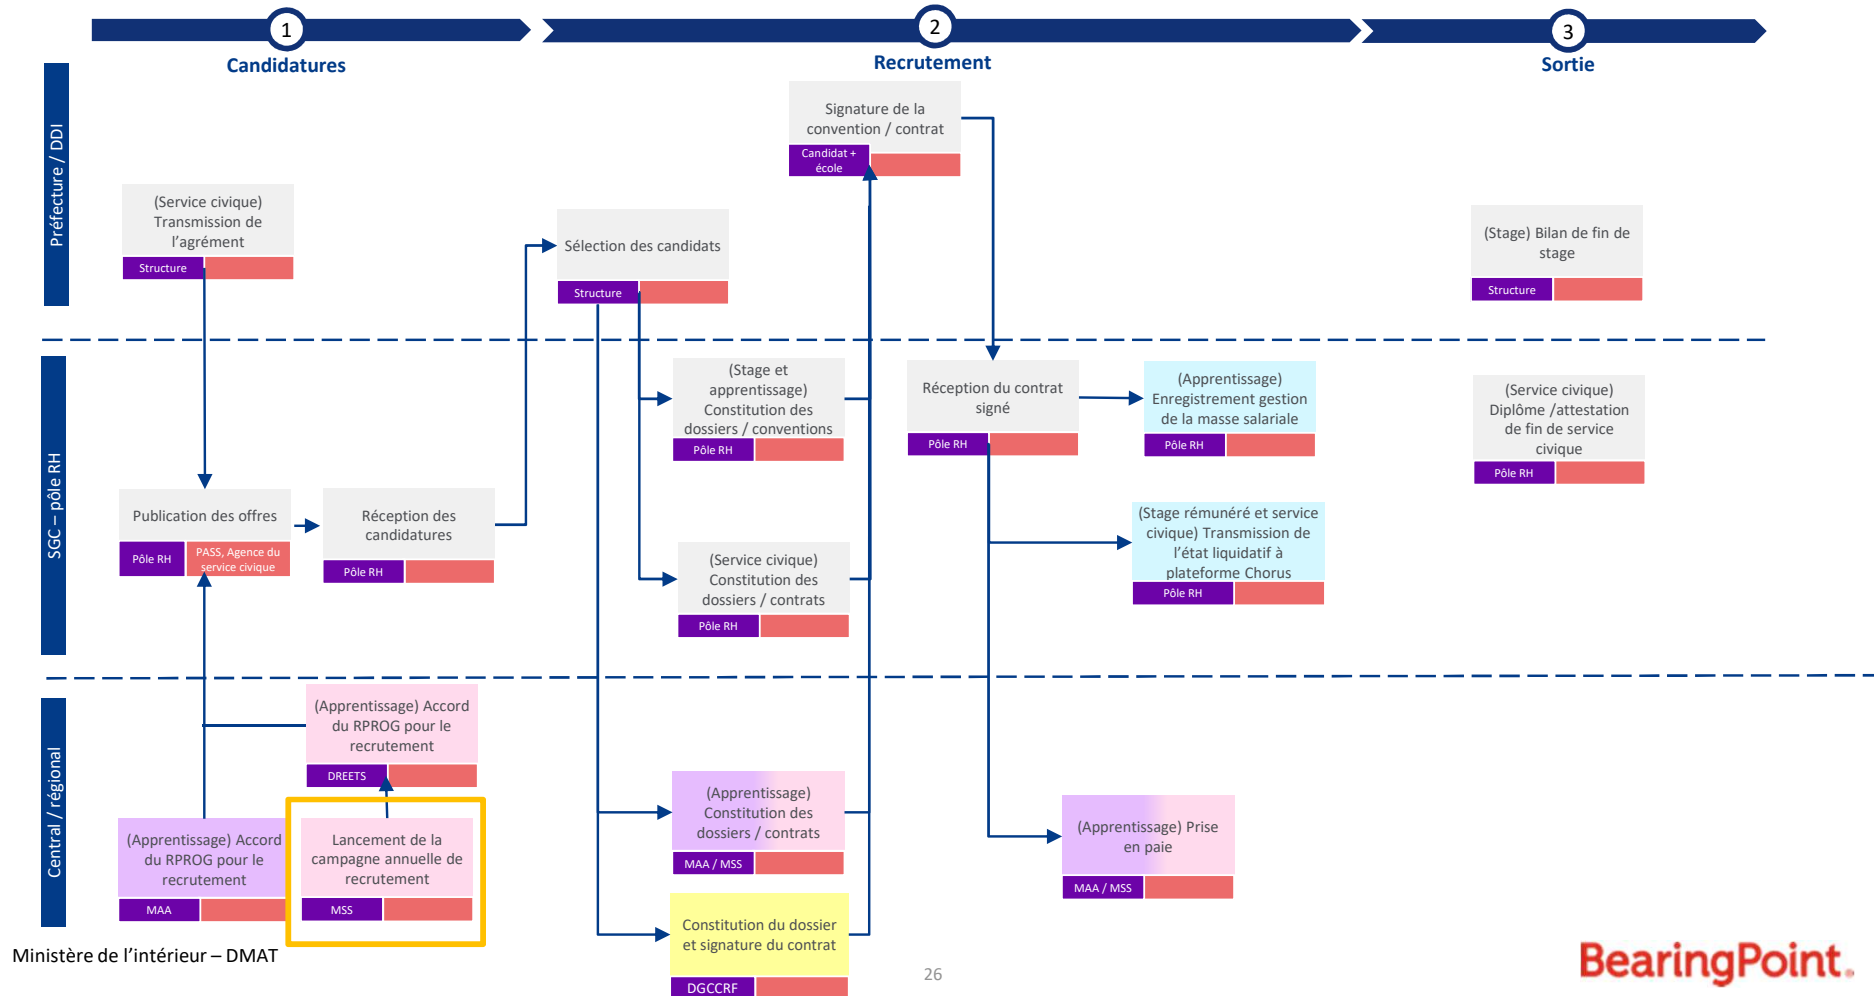 1
2
3
Candidatures
Recrutement
Sortie
Préfecture / DDI
Signature de la
convention / contrat
Candidat +
école
(Service civique)
Transmission de
l'agrément
Structure
Sélection des candidats
Structure
(Stage) Bilan de fin de
stage
Structure
SGC – pôle RH
(Stage et
apprentissage)
Constitution des
dossiers / conventions
Pôle RH
Réception du contrat
signé
Pôle RH
(Apprentissage)
Enregistrement gestion
de la masse salariale
Pôle RH
(Service civique)
Diplôme /attestation
de fin de service
civique
Pôle RH
Publication des offres
Pôle RH
PASS, Agence du
service civique
Réception des
candidatures
Pôle RH
(Service civique)
Constitution des
dossiers / contrats
Pôle RH
(Stage rémunéré et service
civique) Transmission de
l'état liquidatif à
plateforme Chorus
Pôle RH
Central / régional
(Apprentissage) Accord
du RPROG pour le
recrutement
DREETS
(Apprentissage) Accord
du RPROG pour le
recrutement
MAA
Lancement de la
campagne annuelle de
recrutement
MSS
(Apprentissage)
Constitution des
dossiers / contrats
MAA / MSS
(Apprentissage) Prise
en paie
MAA / MSS
Constitution du dossier
et signature du contrat
DGCCRF
Ministère de l'intérieur – DMAT
26
BearingPoint.